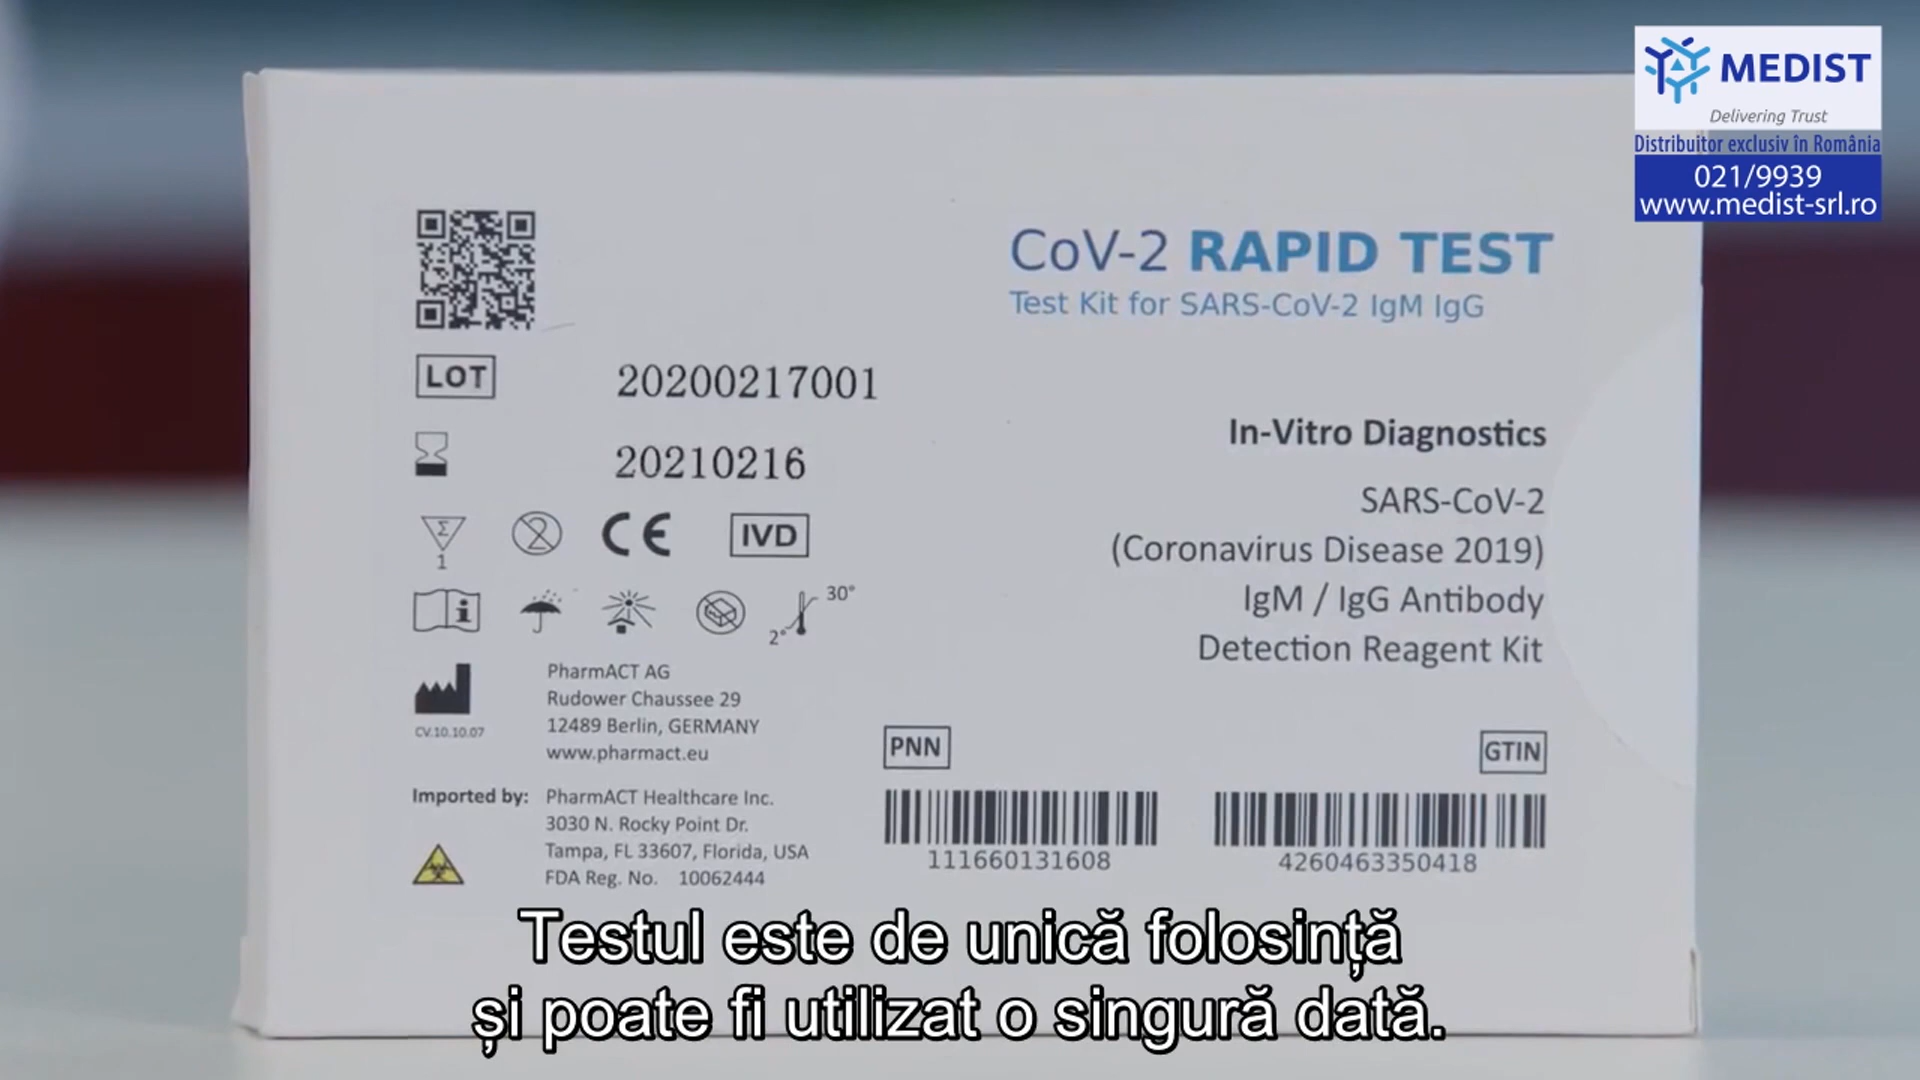 MEDIST
Delivering Trust
Distribuitor exclusiv în România
021/9939
www.medist-srl.ro
CoV-2 RAPID TEST
Test Kit for SARS-CoV-2 IgM IgG
LOT 20200217001
20210216
Σ
1
2
CE
IVD
i
30°
2°
In-Vitro Diagnostics
SARS-CoV-2
(Coronavirus Disease 2019)
IgM / IgG Antibody
Detection Reagent Kit
CV.10.10.07
PharmACT AG
Rudower Chaussee 29
12489 Berlin, GERMANY
www.pharmact.eu
Imported by: PharmACT Healthcare Inc.
3030 N. Rocky Point Dr.
Tampa, FL 33607, Florida, USA
FDA Reg. No. 10062444
PNN
111660131608
GTIN
4260463350418
Testul este de unică folosință
și poate fi utilizat o singură dată.